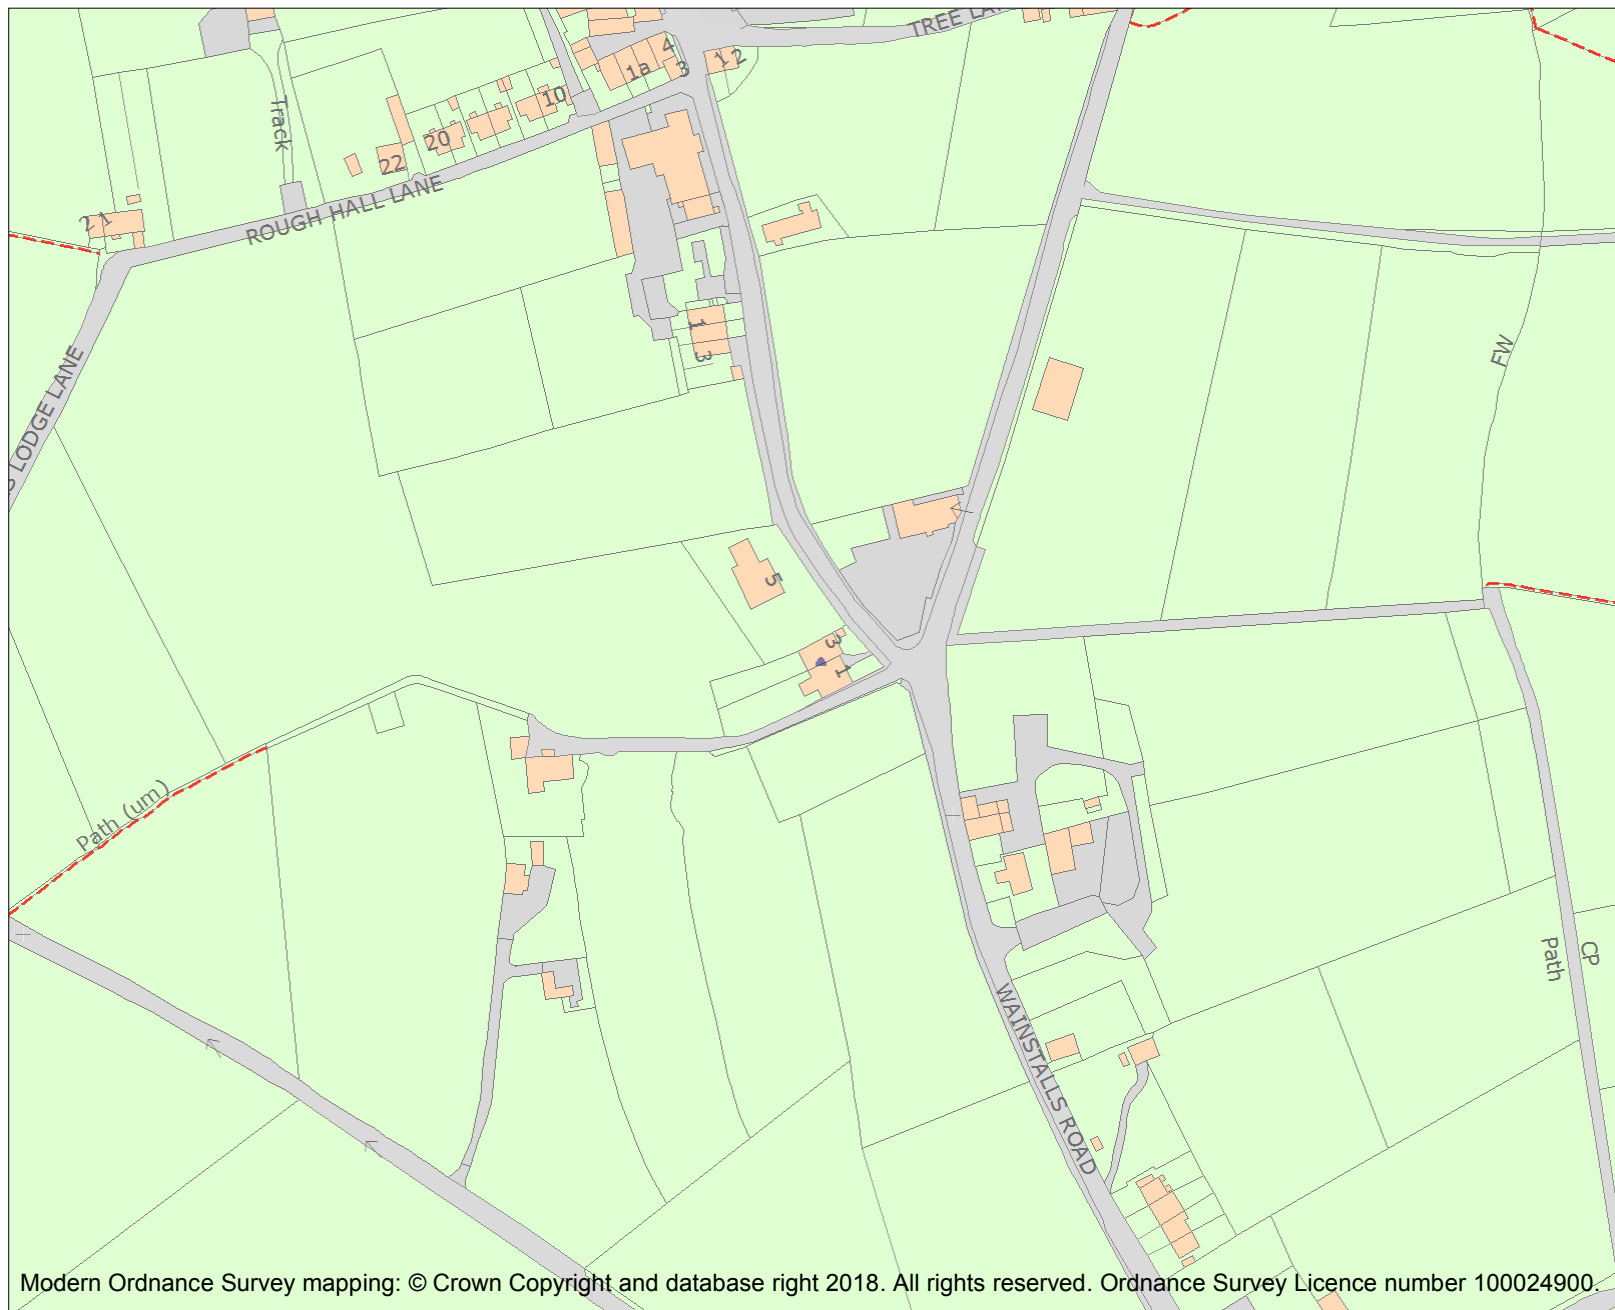 TREE LA
4
1a
3
1 2
10
20
22
Track
ROUGH HALL LANE
2 1
LODGE LANE
1
3
FW
5
3
1
Path (um)
Path
CP
WAINSTALLS ROAD
Modern Ordnance Survey mapping: © Crown Copyright and database right 2018. All rights reserved. Ordnance Survey Licence number 100024900.